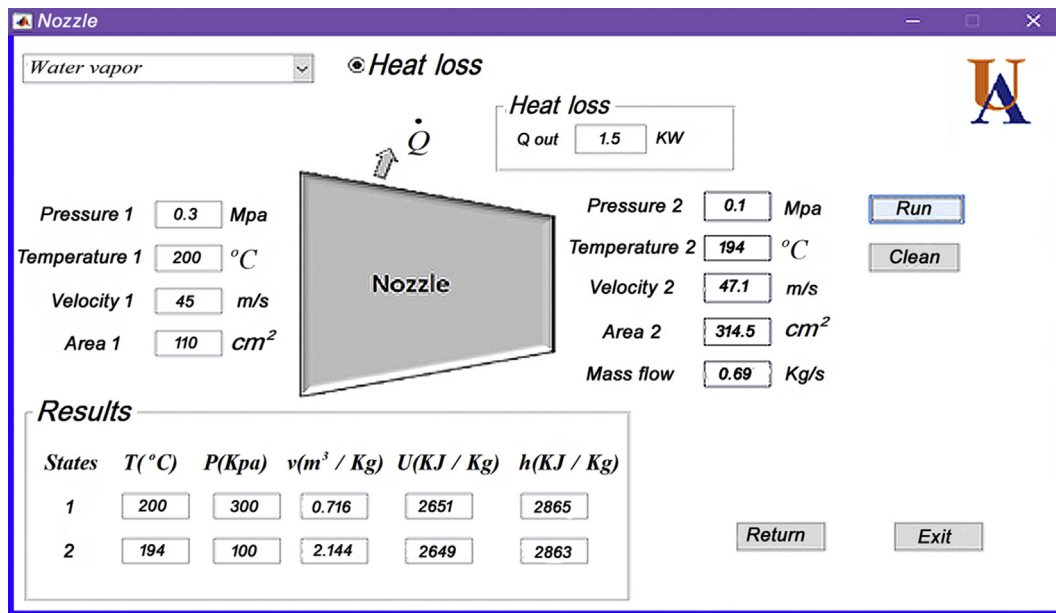 Nozzle
Water vapor
Heat loss
Heat loss
Q out 1.5 KW
Q̇
Pressure 1 0.3 Mpa
Temperature 1 200 ºC
Velocity 1 45 m/s
Area 1 110 cm²
Nozzle
Pressure 2 0.1 Mpa
Temperature 2 194 ºC
Velocity 2 47.1 m/s
Area 2 314.5 cm²
Mass flow 0.69 Kg/s
Run
Clean
UA
Results
States T(ºC) P(Kpa) v(m³ / Kg) U(KJ / Kg) h(KJ / Kg)
1 200 300 0.716 2651 2865
2 194 100 2.144 2649 2863
Return Exit